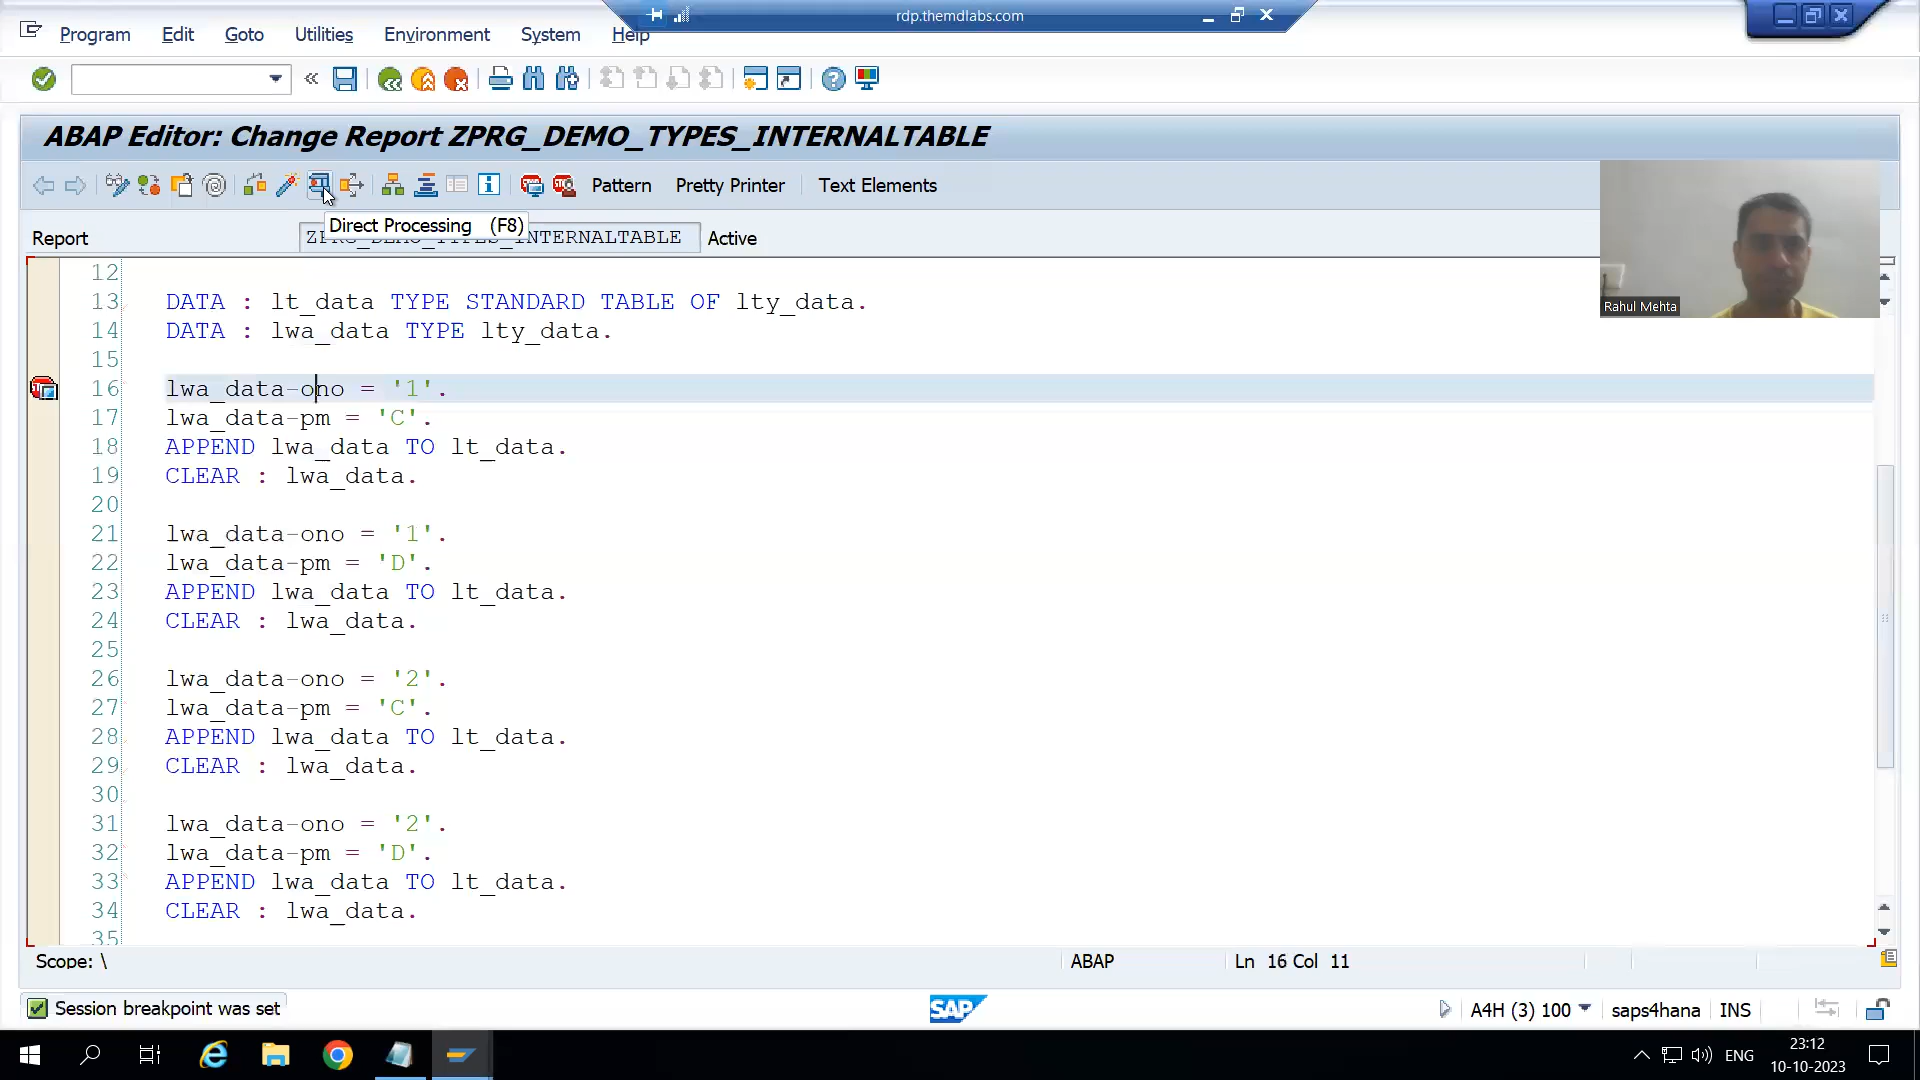 rdp.themdlabs.com
Program Edit Goto Utilities Environment System Help
ABAP Editor: Change Report ZPRG_DEMO_TYPES_INTERNALTABLE
Pattern Pretty Printer Text Elements
Direct Processing (F8)
Report ZPRG_DEMO_TYPES_INTERNALTABLE Active
Rahul Mehta
12
13 DATA : lt_data TYPE STANDARD TABLE OF lty_data.
14 DATA : lwa_data TYPE lty_data.
15
16 lwa_data-ono = '1'.
17 lwa_data-pm = 'C'.
18 APPEND lwa_data TO lt_data.
19 CLEAR : lwa_data.
20
21 lwa_data-ono = '1'.
22 lwa_data-pm = 'D'.
23 APPEND lwa_data TO lt_data.
24 CLEAR : lwa_data.
25
26 lwa_data-ono = '2'.
27 lwa_data-pm = 'C'.
28 APPEND lwa_data TO lt_data.
29 CLEAR : lwa_data.
30
31 lwa_data-ono = '2'.
32 lwa_data-pm = 'D'.
33 APPEND lwa_data TO lt_data.
34 CLEAR : lwa_data.
35
Scope: \ ABAP Ln 16 Col 11
Session breakpoint was set SAP A4H (3) 100 saps4hana INS
ENG 23:12
10-10-2023